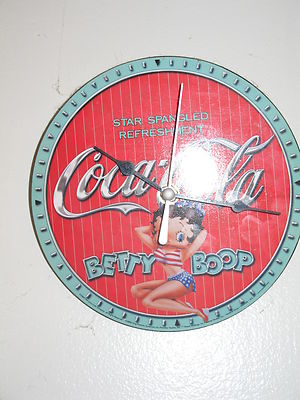 STAR SPANGLED
REFRESHMENT
Coca-Cola
BETTY BOOP